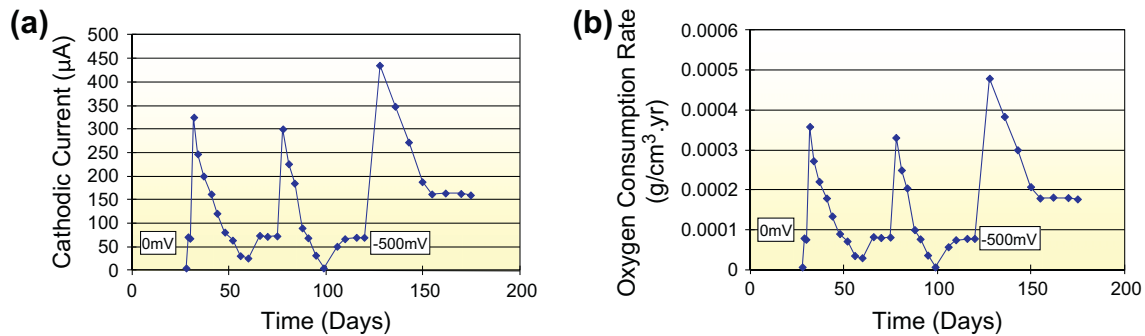 (a)
Cathodic Current (µA)
500
450
400
350
300
250
200
150
100
50
0
0mV
-500mV
0
50
100
150
200
Time (Days)
(b)
Oxygen Consumption Rate
(g/cm³.yr)
0.0006
0.0005
0.0004
0.0003
0.0002
0.0001
0
0mV
-500mV
0
50
100
150
200
Time (Days)